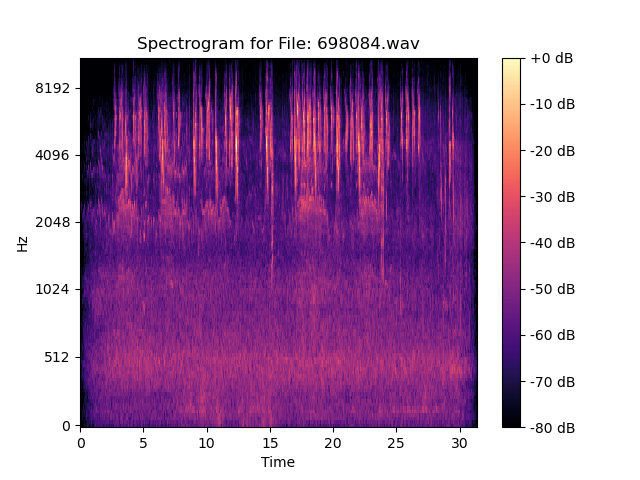 Spectrogram for File: 698084.wav
8192
4096
2048
1024
512
0
Hz
0 5 10 15 20 25 30
Time
+0 dB
-10 dB
-20 dB
-30 dB
-40 dB
-50 dB
-60 dB
-70 dB
-80 dB